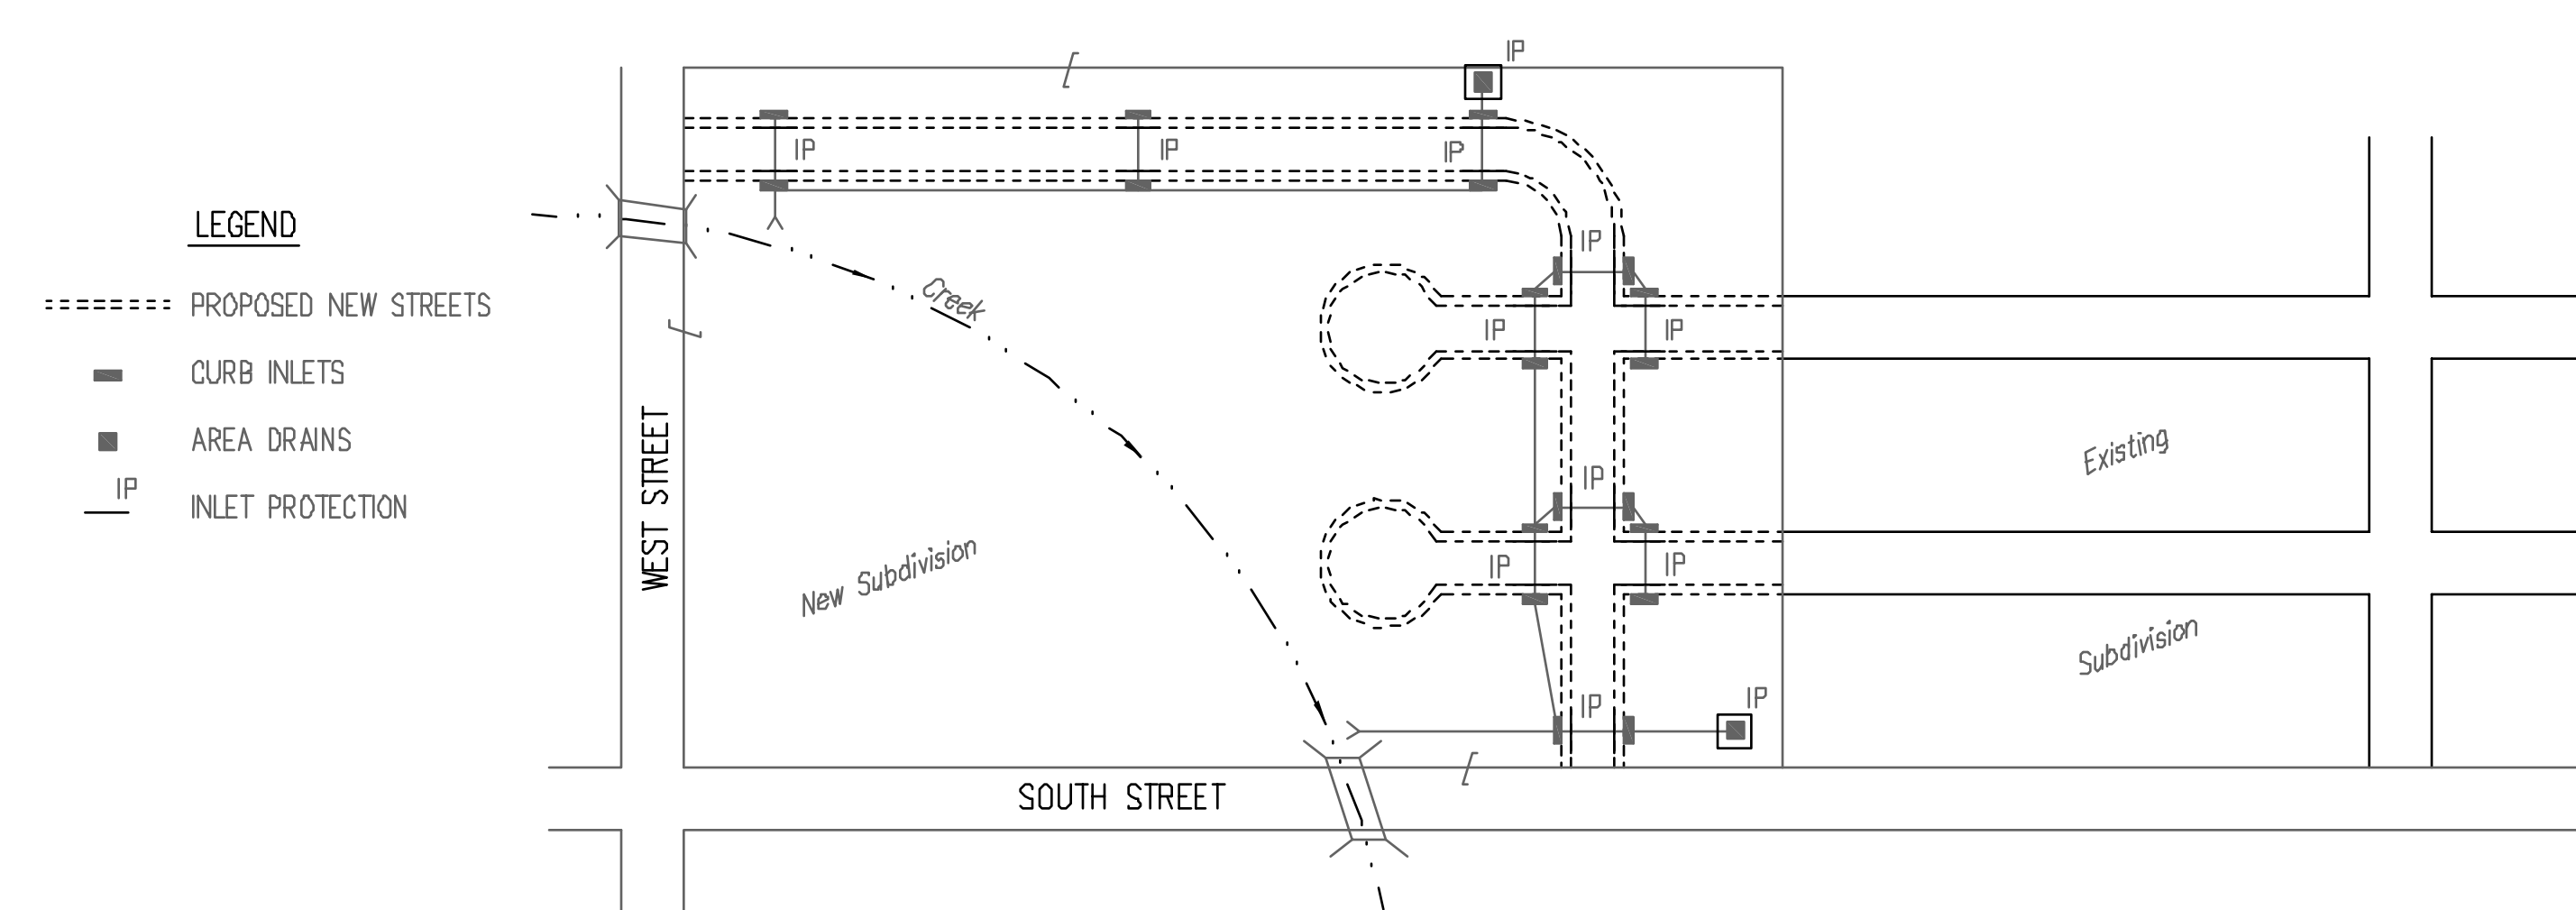 IP
IP
IP
IP
LEGEND
IP
Creek
PROPOSED NEW STREETS
IP
IP
CURB INLETS
AREA DRAINS
Existing
IP
IP
INLET PROTECTION
WEST STREET
New Subdivision
IP
IP
Subdivision
IP
IP
SOUTH STREET